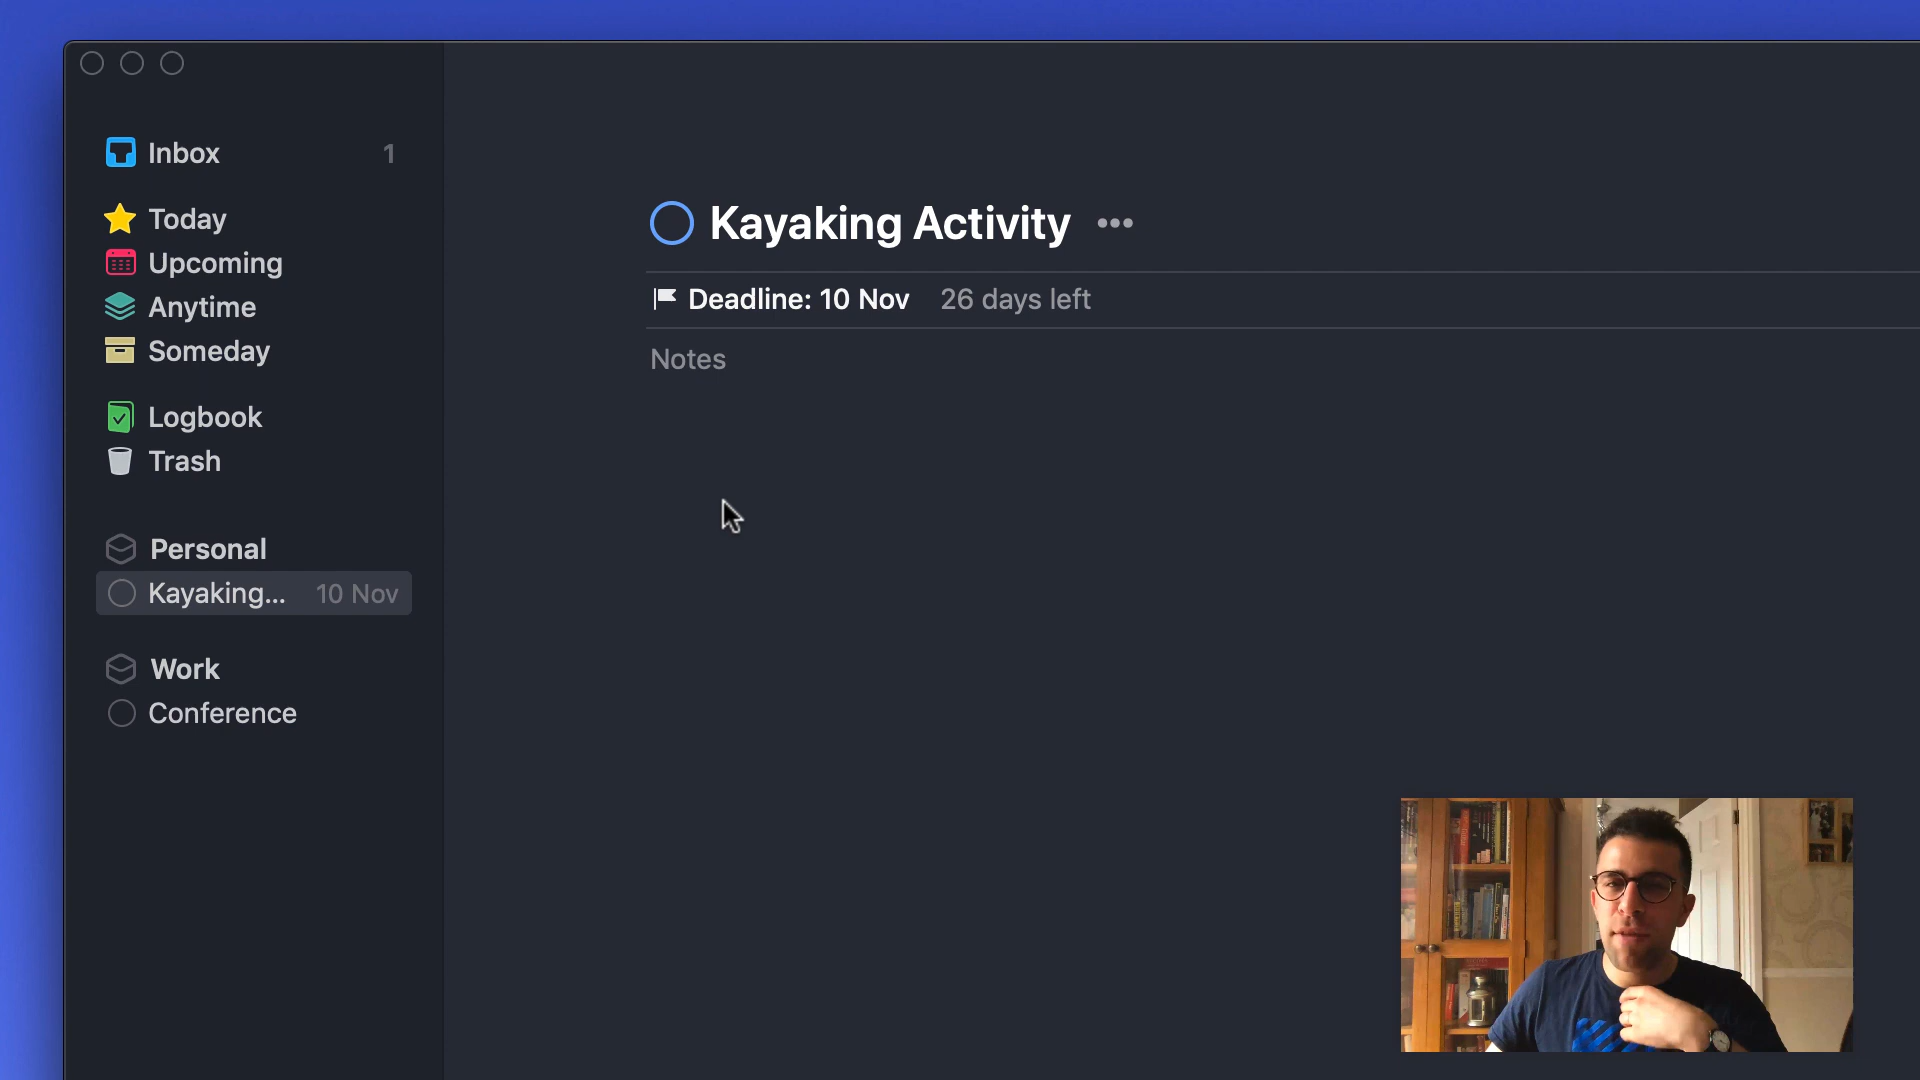 Inbox 1
Today
Upcoming
Anytime
Someday
Logbook
Trash
Personal
Kayaking... 10 Nov
Work
Conference
Kayaking Activity
Deadline: 10 Nov 26 days left
Notes